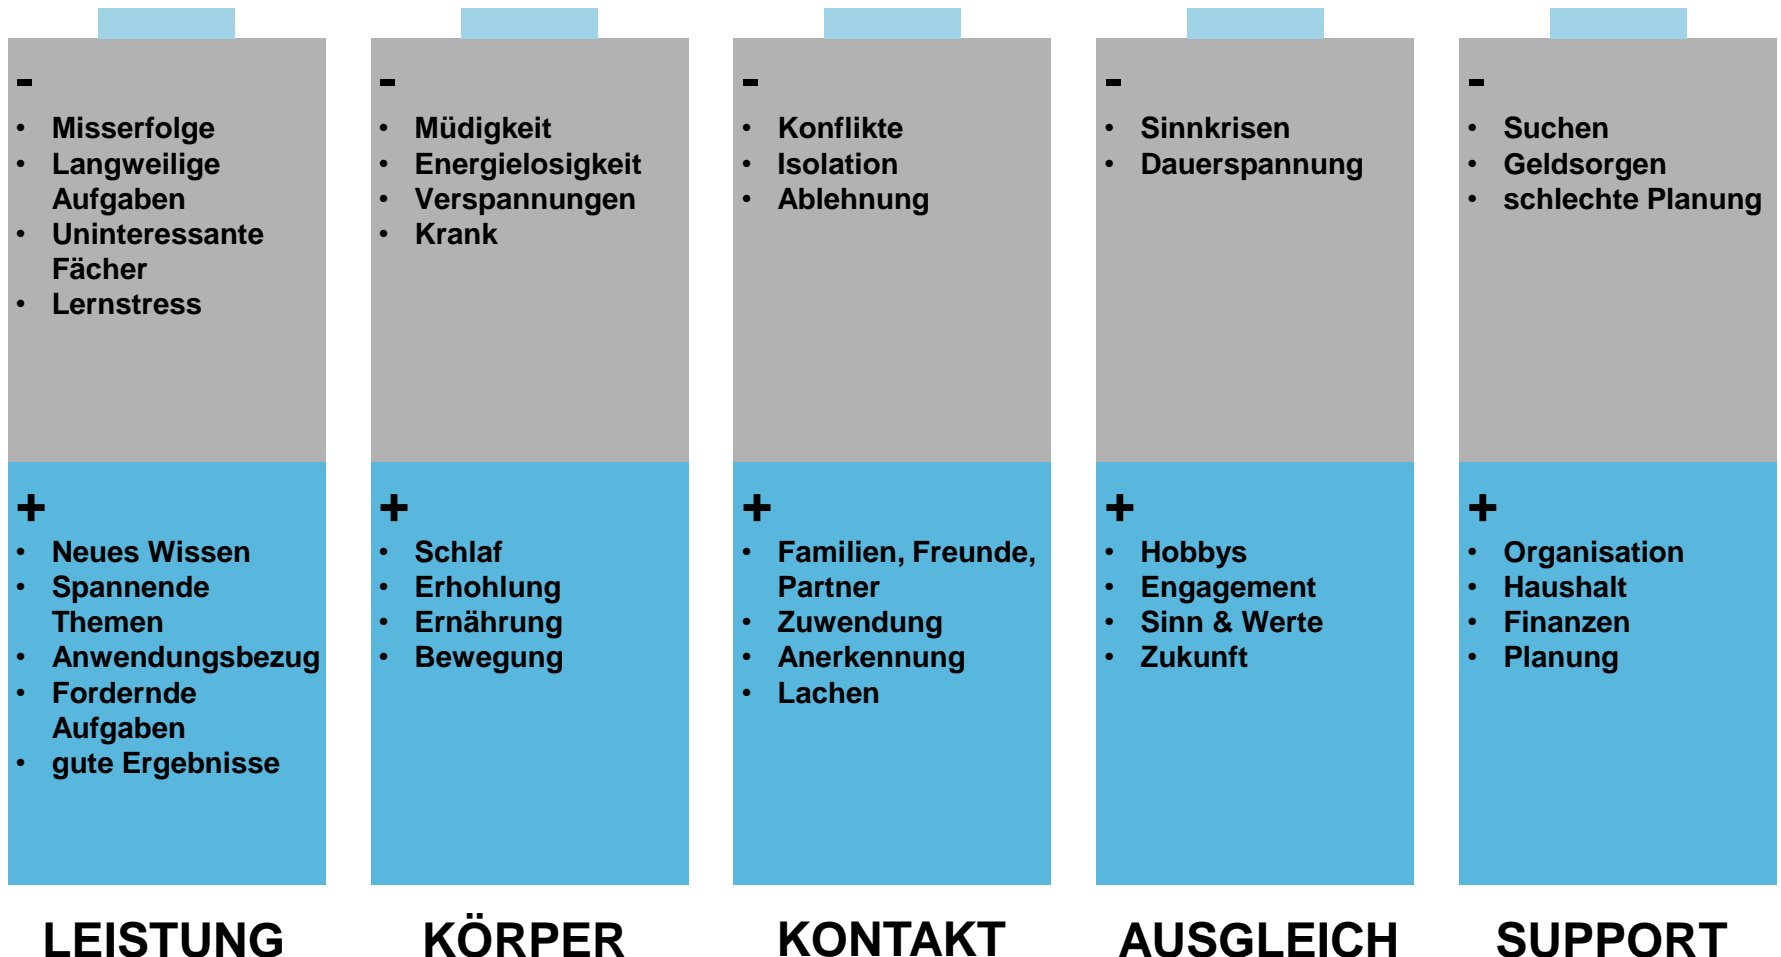 -
• Misserfolge
• Langweilige
Aufgaben
• Uninteressante
Fächer
• Lernstress
+
• Neues Wissen
• Spannende
Themen
• Anwendungsbezug
• Fordernde
Aufgaben
• gute Ergebnisse
LEISTUNG
-
• Müdigkeit
• Energielosigkeit
• Verspannungen
• Krank
+
• Schlaf
• Erhohlung
• Ernährung
• Bewegung
KÖRPER
-
• Konflikte
• Isolation
• Ablehnung
+
• Familien, Freunde,
Partner
• Zuwendung
• Anerkennung
• Lachen
KONTAKT
-
• Sinnkrisen
• Dauerspannung
+
• Hobbys
• Engagement
• Sinn & Werte
• Zukunft
AUSGLEICH
-
• Suchen
• Geldsorgen
• schlechte Planung
+
• Organisation
• Haushalt
• Finanzen
• Planung
SUPPORT